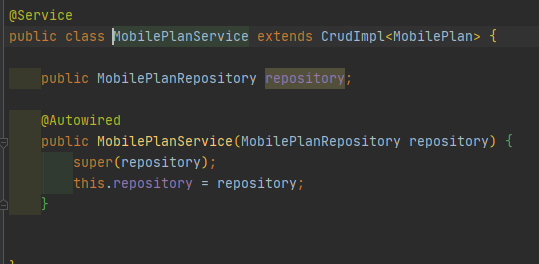 @Service
public class MobilePlanService extends CrudImpl<MobilePlan> {
public MobilePlanRepository repository;
@Autowired
public MobilePlanService(MobilePlanRepository repository) {
super(repository);
this.repository = repository;
}
}